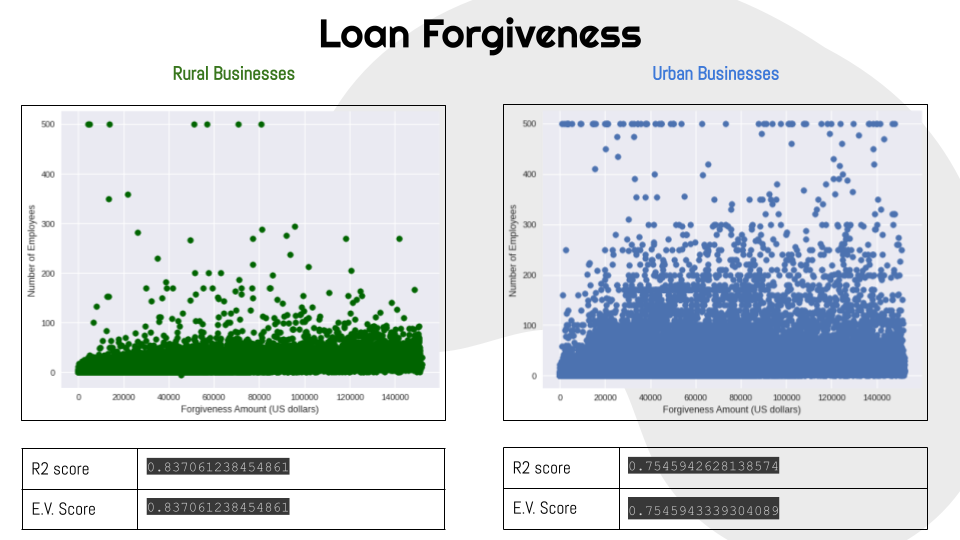 Loan Forgiveness
Rural Businesses
Urban Businesses
500
400
300
200
100
0
Number of Employees
0 20000 40000 60000 80000 100000 120000 140000
Forgiveness Amount (US dollars)
500
400
300
200
100
0
Number of Employees
0 20000 40000 60000 80000 100000 120000 140000
Forgiveness Amount (US dollars)
R2 score 0.837061238454861
E.V. Score 0.837061238454861
R2 score 0.7545942628138574
E.V. Score 0.7545943339304089